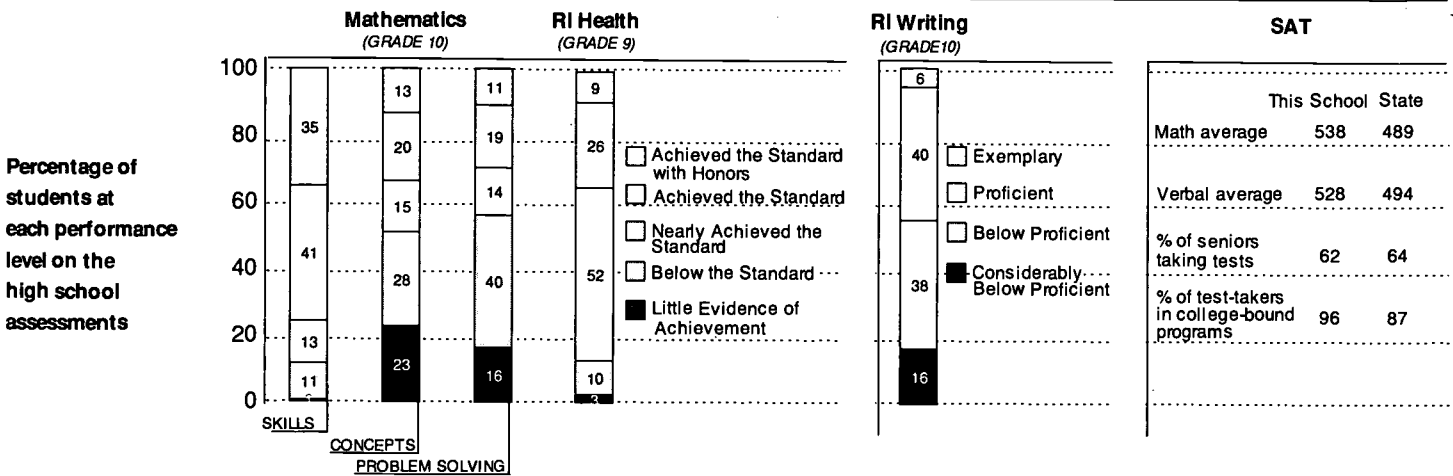 Mathematics
(GRADE 10)
RI Health
(GRADE 9)
RI Writing
(GRADE10)
SAT
Percentage of
students at
each performance
level on the
high school
assessments
100
80
60
40
20
0
35
41
13
11
SKILLS
13
20
15
28
23
CONCEPTS
11
19
14
40
16
PROBLEM SOLVING
9
26
52
10
3
Achieved the Standard
with Honors
Achieved the Standard
Nearly Achieved the
Standard
Below the Standard
Little Evidence of
Achievement
6
40
38
16
Exemplary
Proficient
Below Proficient
Considerably
Below Proficient
This School State
Math average 538 489
Verbal average 528 494
% of seniors
taking tests 62 64
% of test-takers
in college-bound 96 87
programs